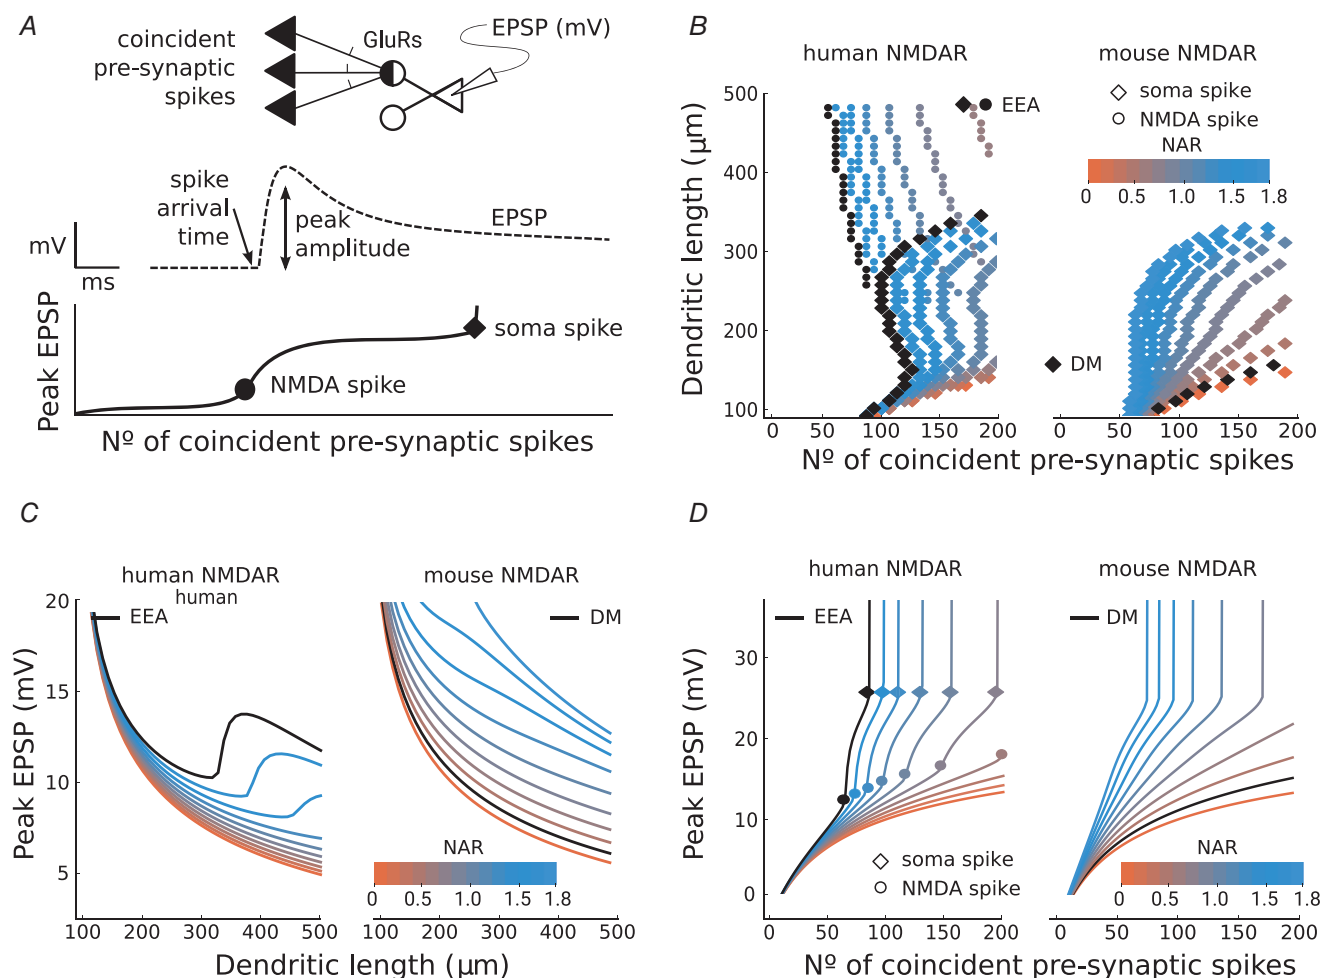 A
coincident
pre-synaptic
spikes
GluRs
EPSP (mV)
spike
arrival
time
peak
amplitude
EPSP
mV
ms
Peak EPSP
soma spike
NMDA spike
Nº of coincident pre-synaptic spikes
B
human NMDAR
mouse NMDAR
EEA
soma spike
NMDA spike
NAR
0 0.5 1.0 1.5 1.8
Dendritic length (μm)
500
400
300
200
100
DM
0 50 100 150 200
0 50 100 150 200
Nº of coincident pre-synaptic spikes
C
human NMDAR
human
mouse NMDAR
EEA
DM
Peak EPSP (mV)
20
15
10
5
NAR
0 0.5 1.0 1.5 1.8
100 200 300 400 500
100 200 300 400 500
Dendritic length (μm)
D
human NMDAR
mouse NMDAR
EEA
DM
Peak EPSP (mV)
30
20
10
0
soma spike
NMDA spike
NAR
0 0.5 1.0 1.5 1.8
0 50 100 150 200
0 50 100 150 200
Nº of coincident pre-synaptic spikes